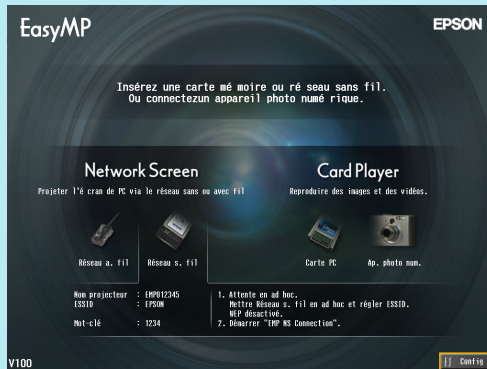 EasyMP
EPSON
Insérez une carte mé moire ou ré seau sans fil.
Ou connectezun appareil photo numé rique.
Network Screen
Projeter l'é cran de PC via le réseau sans ou avec fil
Card Player
Reproduire des images et des vidéos.
Réseau a. fil
Réseau s. fil
Carte PC
Ap. photo num.
Nom projecteur : EMP012345
ESSID : EPSON
Mot-clé : 1234
1. Attente en ad hoc.
Mettre Réseau s. fil en ad hoc et régler ESSID.
WEP désactivé.
2. Démarrer "EMP NS Connection".
V100
Config